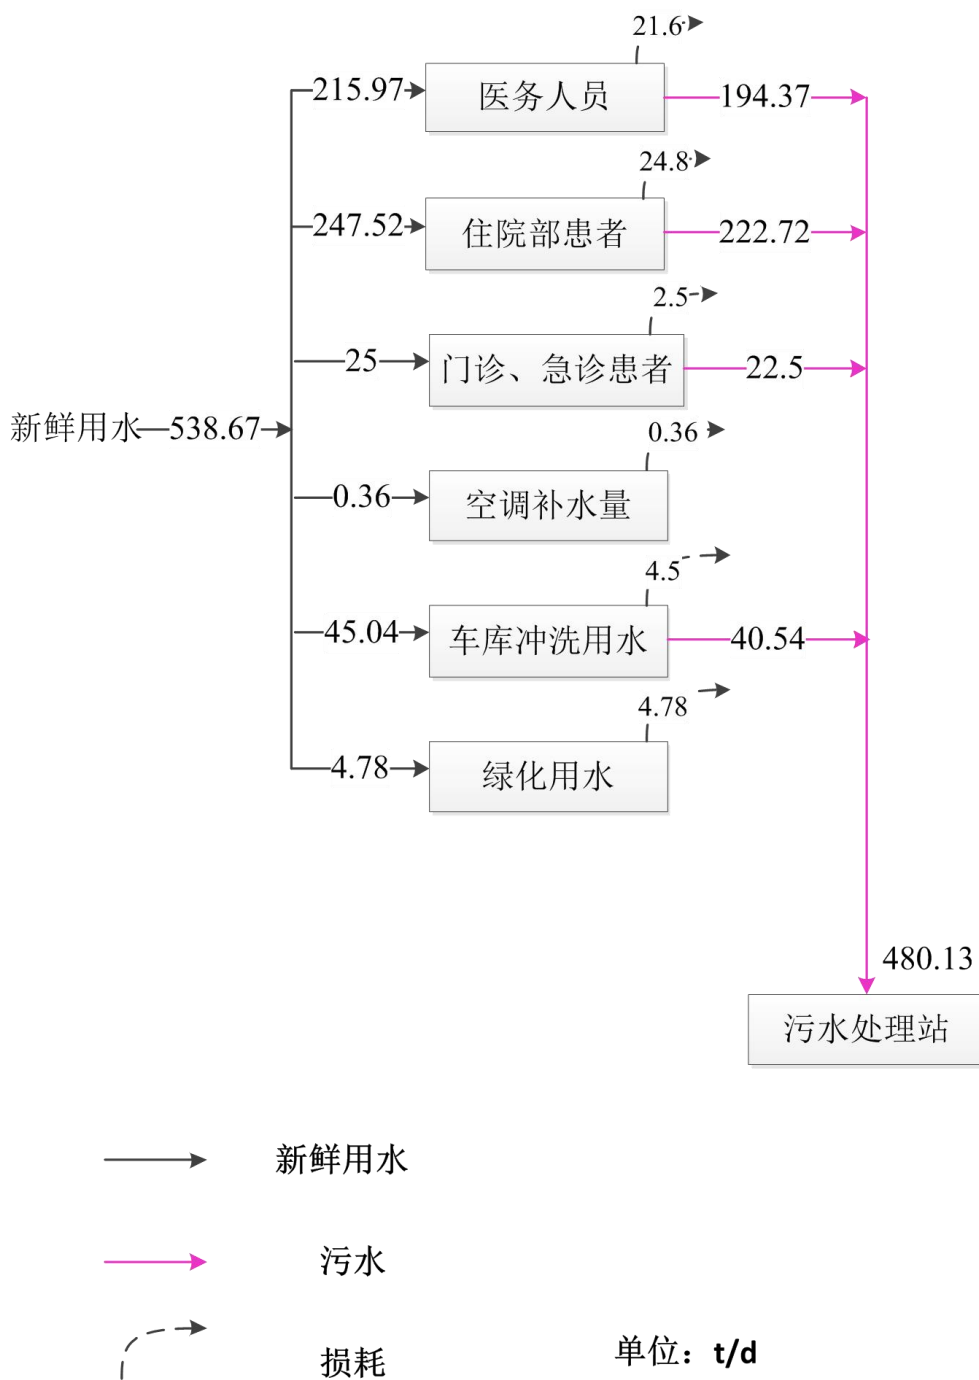 21.6
215.97
医务人员
194.37
24.8
247.52
住院部患者
222.72
2.5
25
门诊、急诊患者
22.5
新鲜用水
538.67
0.36
0.36
空调补水量
4.5
45.04
车库冲洗用水
40.54
4.78
4.78
绿化用水
480.13
污水处理站
新鲜用水
污水
损耗
单位：t/d